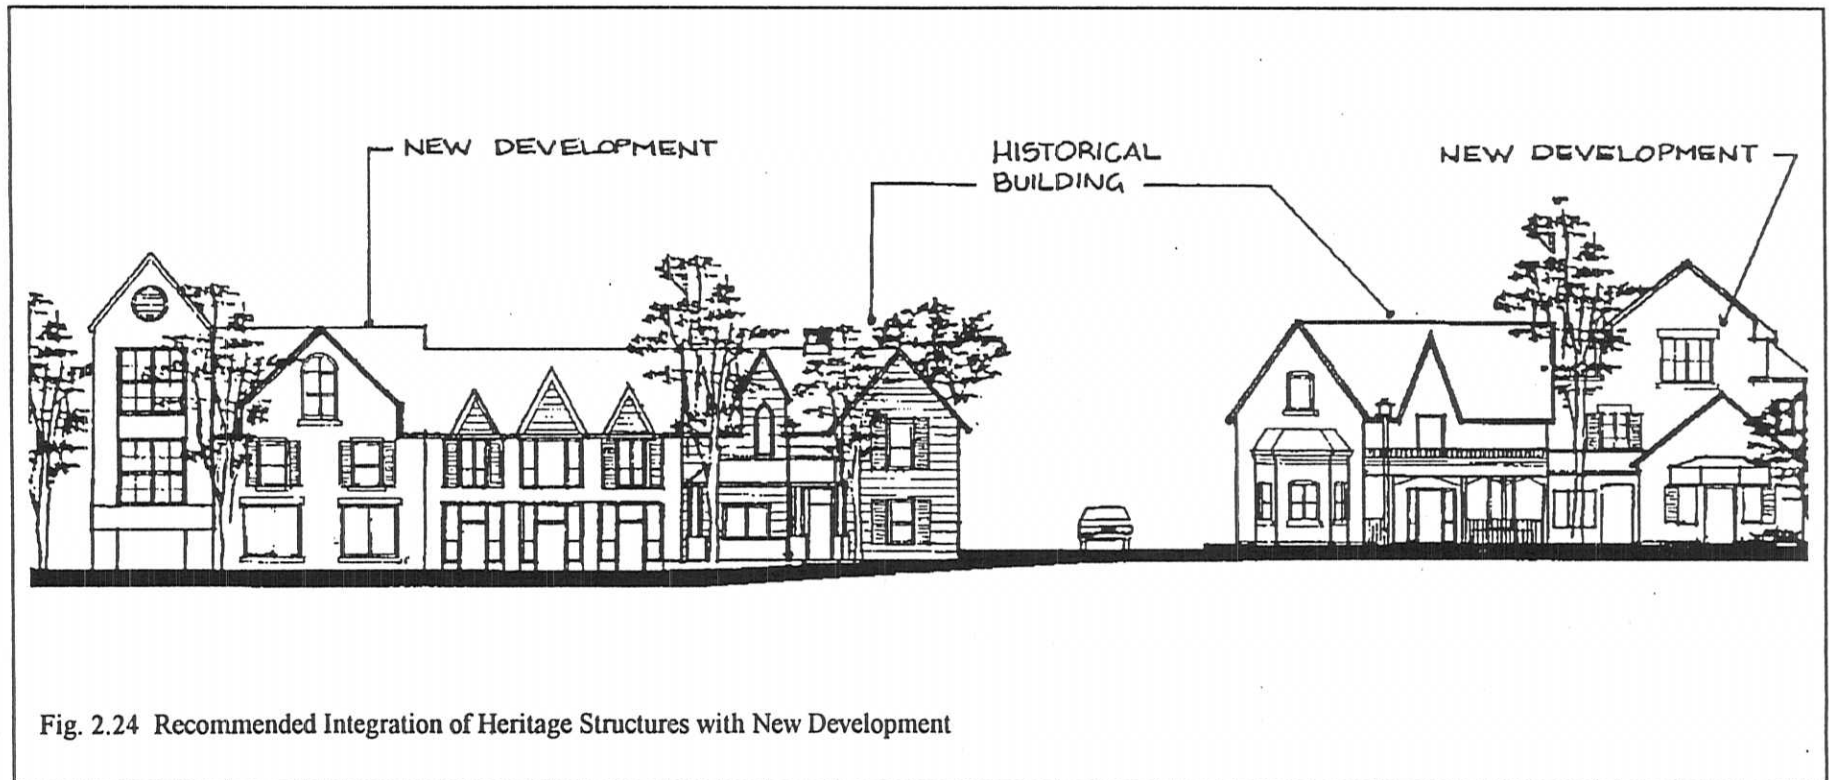 NEW DEVELOPMENT
HISTORICAL
BUILDING
NEW DEVELOPMENT
Fig. 2.24 Recommended Integration of Heritage Structures with New Development